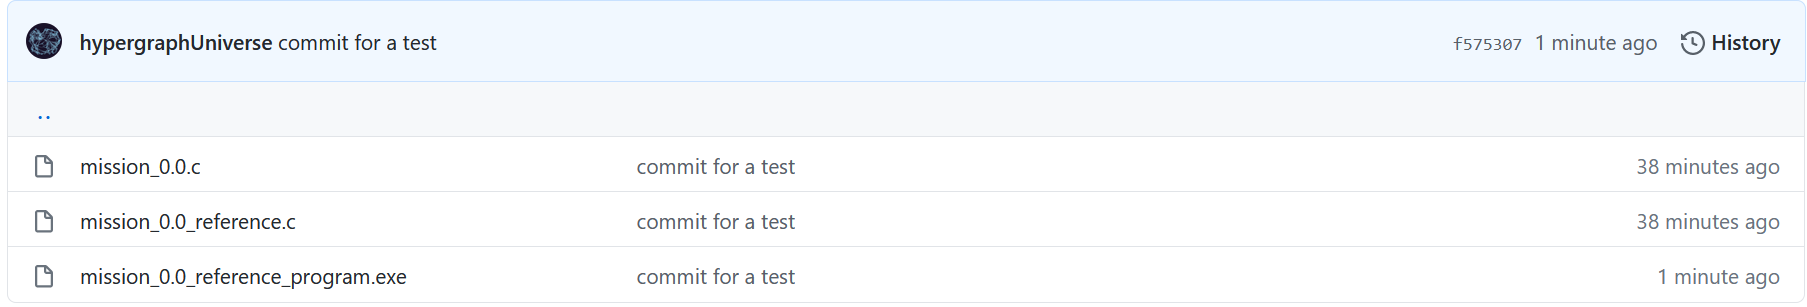 hypergraphUniverse commit for a test f575307 1 minute ago History
..
mission_0.0.c commit for a test 38 minutes ago
mission_0.0_reference.c commit for a test 38 minutes ago
mission_0.0_reference_program.exe commit for a test 1 minute ago